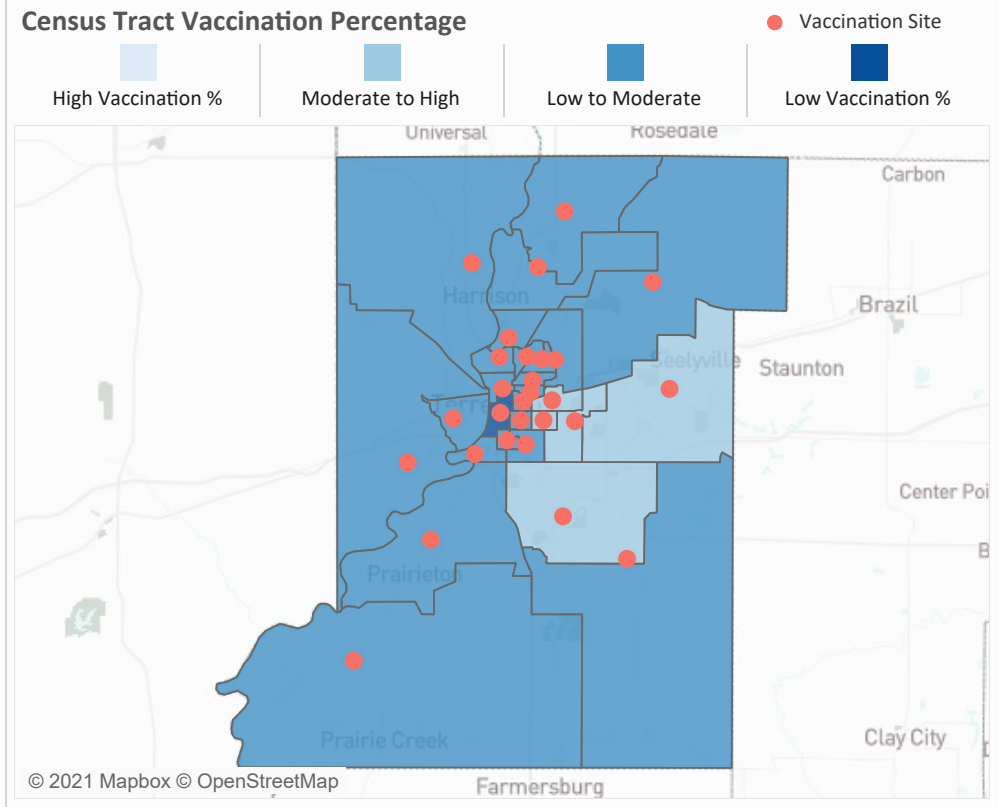 Census Tract Vaccination Percentage
Vaccination Site
High Vaccination %
Moderate to High
Low to Moderate
Low Vaccination %
Universal
Rosedale
Carbon
Harrison
Brazil
Seelyville
Staunton
Terre
Center Poi
B
Prairieton
Prairie Creek
Clay City
© 2021 Mapbox © OpenStreetMap
Farmersburg